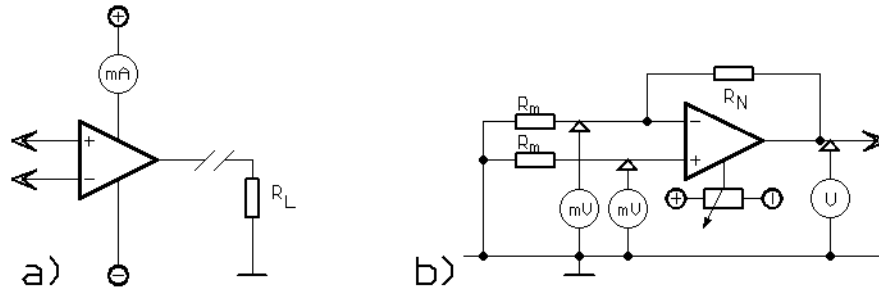 mA
+
−
R_L
a)
R_m
R_m
R_N
−
+
mV
mV
U
b)